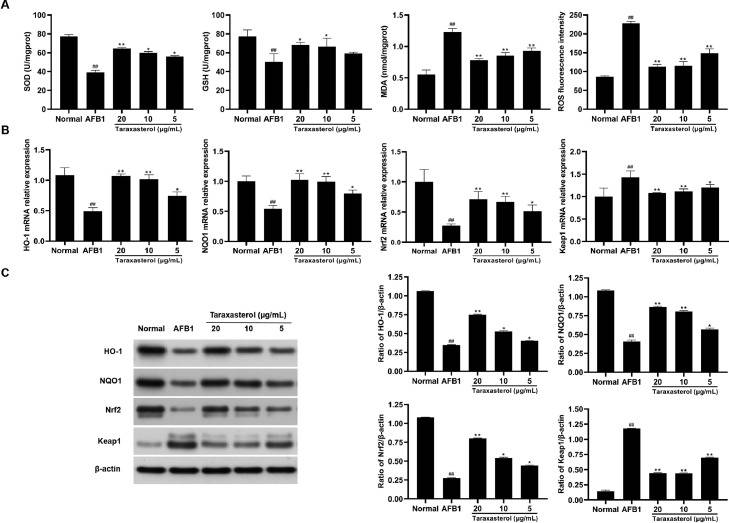 A
SOD (U/mgprot)
100
80
60
40
20
0
##
**
*
*
Normal AFB1 20 10 5
Taraxasterol (μg/mL)
GSH (U/mgprot)
100
80
60
40
20
0
##
*
*
Normal AFB1 20 10 5
Taraxasterol (μg/mL)
MDA (nmol/mgprot)
1.5
1.0
0.5
0.0
##
**
**
**
Normal AFB1 20 10 5
Taraxasterol (μg/mL)
ROS fluorescence intensity
250
200
150
100
50
0
##
**
**
**
Normal AFB1 20 10 5
Taraxasterol (μg/mL)
B
HO-1 mRNA relative expression
1.5
1.0
0.5
0.0
##
**
**
*
Normal AFB1 20 10 5
Taraxasterol (μg/mL)
NQO1 mRNA relative expression
1.5
1.0
0.5
0.0
##
**
**
*
Normal AFB1 20 10 5
Taraxasterol (μg/mL)
Nrf2 mRNA relative expression
1.5
1.0
0.5
0.0
##
**
**
*
Normal AFB1 20 10 5
Taraxasterol (μg/mL)
Keap1 mRNA relative expression
2.0
1.5
1.0
0.5
0.0
##
**
**
*
Normal AFB1 20 10 5
Taraxasterol (μg/mL)
C
Taraxasterol (μg/mL)
Normal AFB1 20 10 5
HO-1
NQO1
Nrf2
Keap1
β-actin
Ratio of HO-1/β-actin
1.25
1.00
0.75
0.50
0.25
0.00
##
**
*
*
Normal AFB1 20 10 5
Taraxasterol (μg/mL)
Ratio of NQO1/β-actin
1.25
1.00
0.75
0.50
0.25
0.00
##
**
**
*
Normal AFB1 20 10 5
Taraxasterol (μg/mL)
Ratio of Nrf2/β-actin
1.25
1.00
0.75
0.50
0.25
0.00
##
**
*
*
Normal AFB1 20 10 5
Taraxasterol (μg/mL)
Ratio of Keap1/β-actin
1.50
1.25
1.00
0.75
0.50
0.25
0.00
##
**
**
**
Normal AFB1 20 10 5
Taraxasterol (μg/mL)